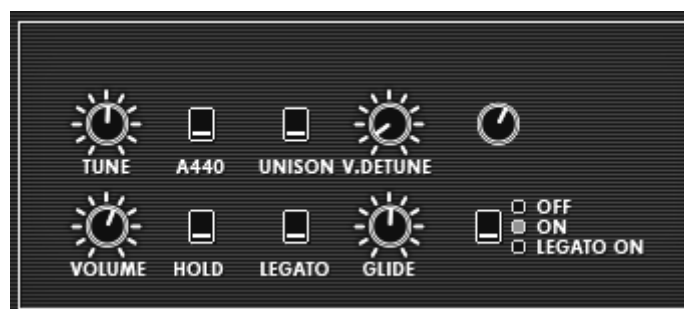 TUNE A440 UNISON V.DETUNE
OFF
ON
LEGATO ON
VOLUME HOLD LEGATO GLIDE